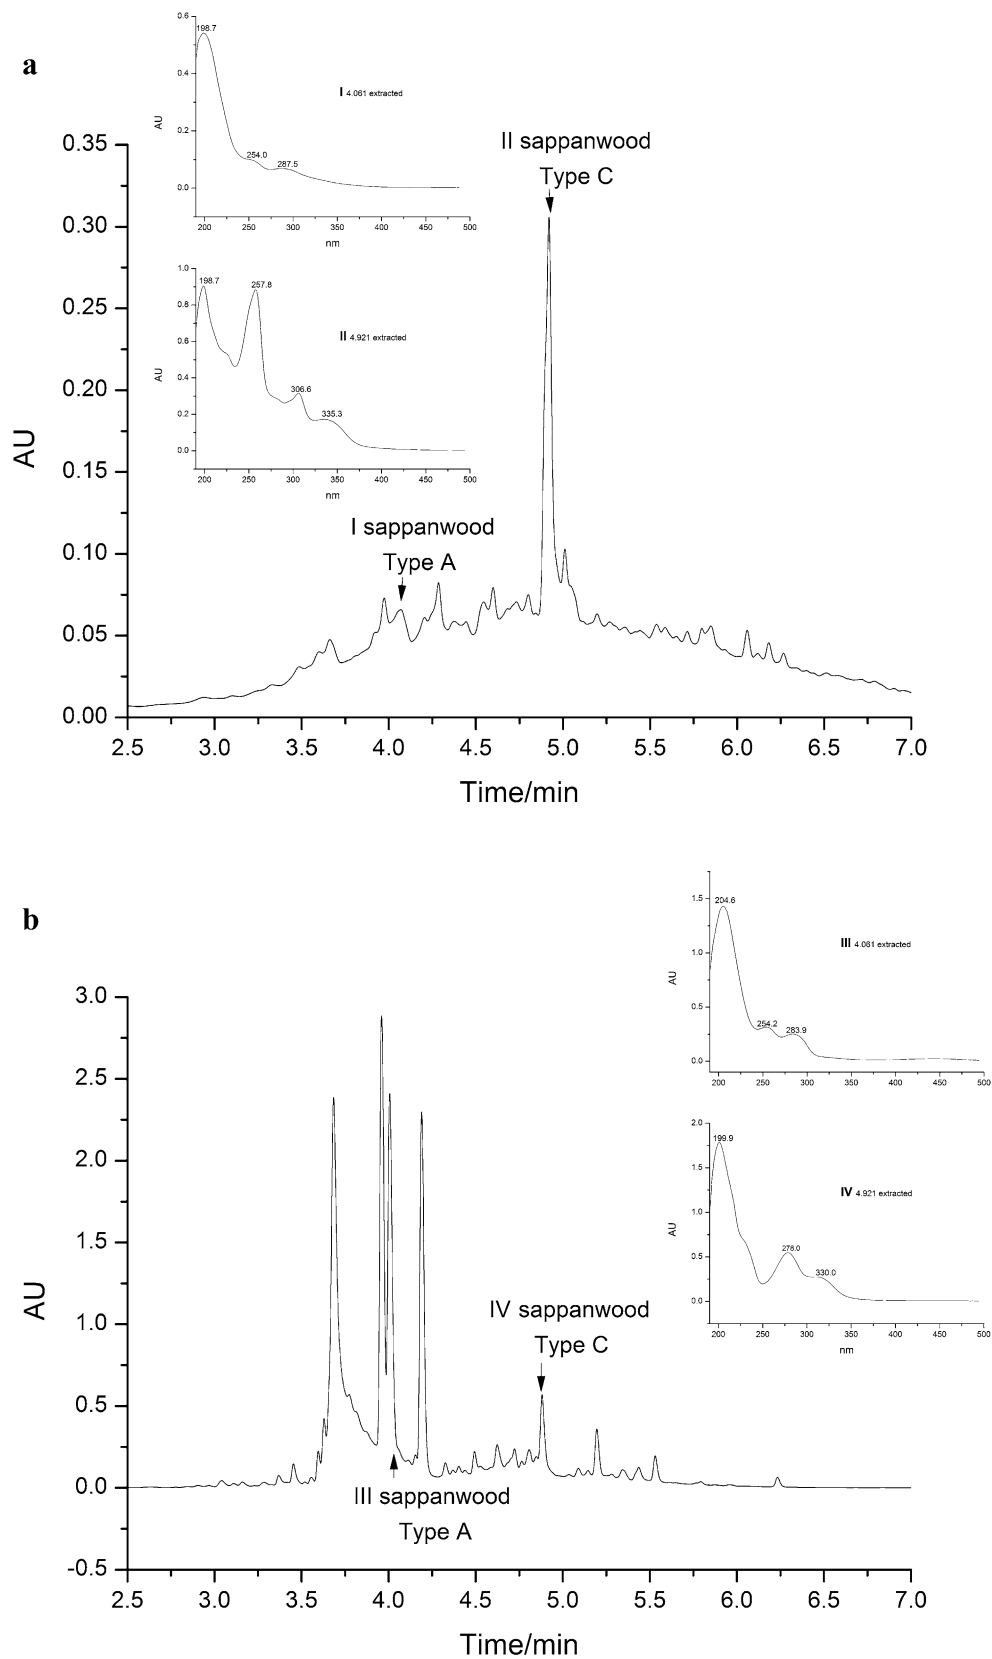 a
0.6
0.4
0.2
0.0
AU
198.7
254.0
287.5
I 4.061 extracted
200 250 300 350 400 450 500
nm
1.0
0.8
0.6
0.4
0.2
0.0
AU
198.7
257.8
306.6
335.3
II 4.921 extracted
200 250 300 350 400 450 500
nm
II sappanwood
Type C
I sappanwood
Type A
0.35
0.30
0.25
0.20
0.15
0.10
0.05
0.00
AU
2.5 3.0 3.5 4.0 4.5 5.0 5.5 6.0 6.5 7.0
Time/min
b
1.5
1.0
0.5
0.0
AU
204.6
254.2
283.9
III 4.061 extracted
200 250 300 350 400 450 500
2.0
1.5
1.0
0.5
0.0
AU
199.9
278.0
330.0
IV 4.921 extracted
200 250 300 350 400 450 500
nm
IV sappanwood
Type C
III sappanwood
Type A
3.0
2.5
2.0
1.5
1.0
0.5
0.0
-0.5
AU
2.5 3.0 3.5 4.0 4.5 5.0 5.5 6.0 6.5 7.0
Time/min